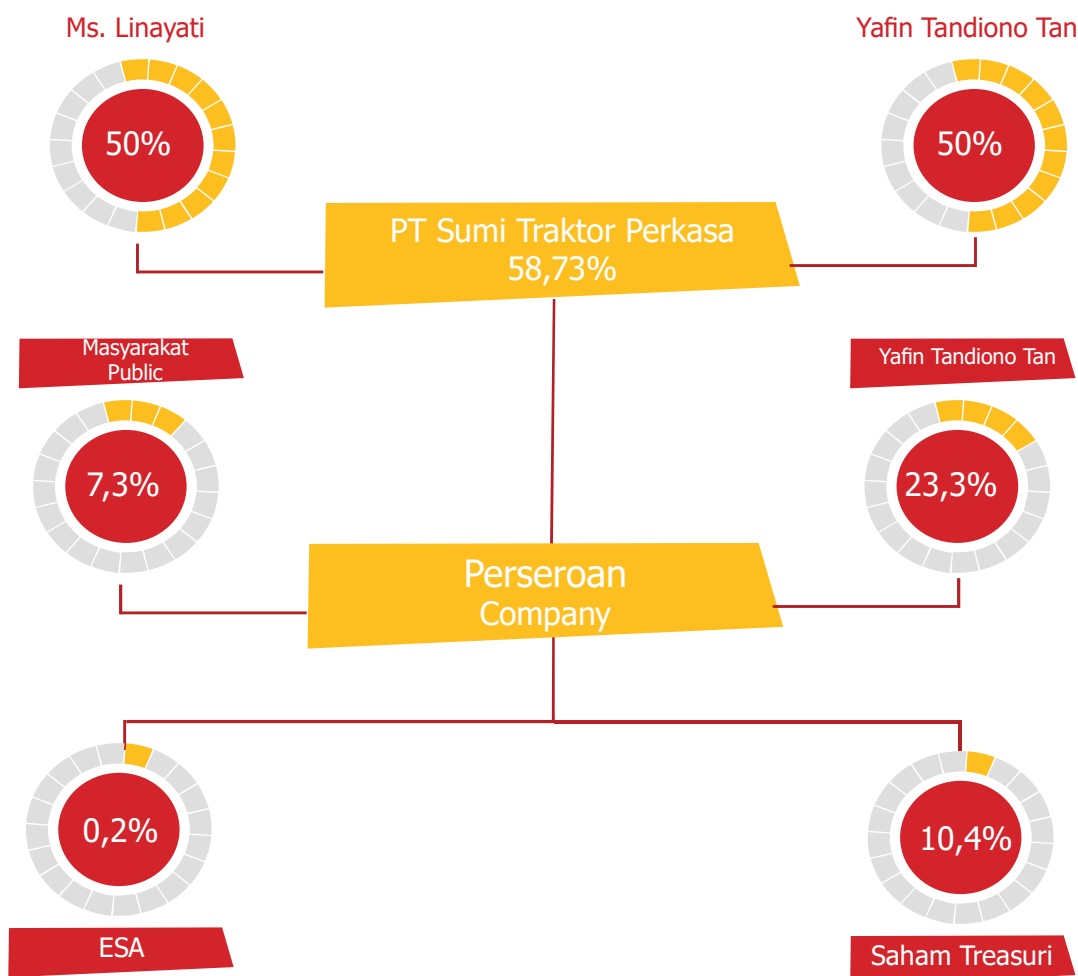 Ms. Linayati
Yafin Tandiono Tan
50%
50%
PT Sumi Traktor Perkasa
58,73%
Masyarakat
Public
Yafin Tandiono Tan
7,3%
23,3%
Perseroan
Company
0,2%
10,4%
ESA
Saham Treasuri